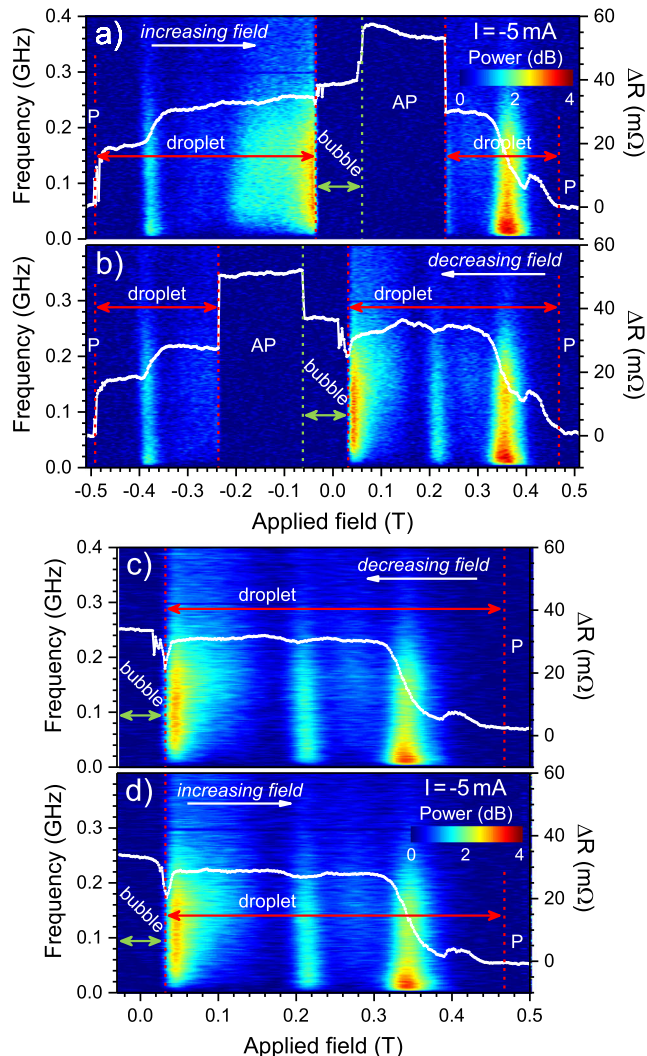 a)
increasing field
I = -5 mA
Power (dB)
0 2 4
P
droplet
bubble
AP
droplet
P
Frequency (GHz)
0.4
0.3
0.2
0.1
0.0
ΔR (mΩ)
60
40
20
0
b)
decreasing field
P
droplet
AP
bubble
droplet
P
Frequency (GHz)
0.3
0.2
0.1
0.0
ΔR (mΩ)
60
40
20
0
-0.5 -0.4 -0.3 -0.2 -0.1 0.0 0.1 0.2 0.3 0.4 0.5
Applied field (T)
c)
decreasing field
droplet
bubble
P
Frequency (GHz)
0.4
0.3
0.2
0.1
0.0
ΔR (mΩ)
60
40
20
0
d)
increasing field
I = -5 mA
Power (dB)
0 2 4
bubble
droplet
P
Frequency (GHz)
0.3
0.2
0.1
0.0
ΔR (mΩ)
60
40
20
0
0.0 0.1 0.2 0.3 0.4 0.5
Applied field (T)